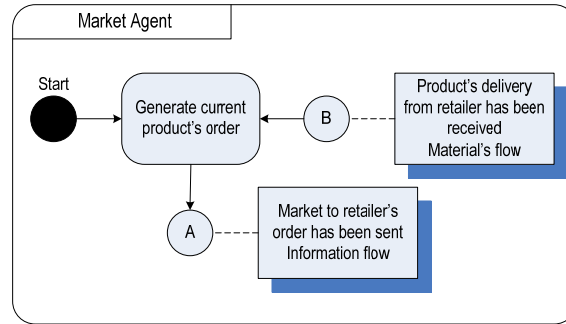 Market Agent
Start
Generate current
product's order
B
Product's delivery
from retailer has been
received
Material's flow
A
Market to retailer's
order has been sent
Information flow